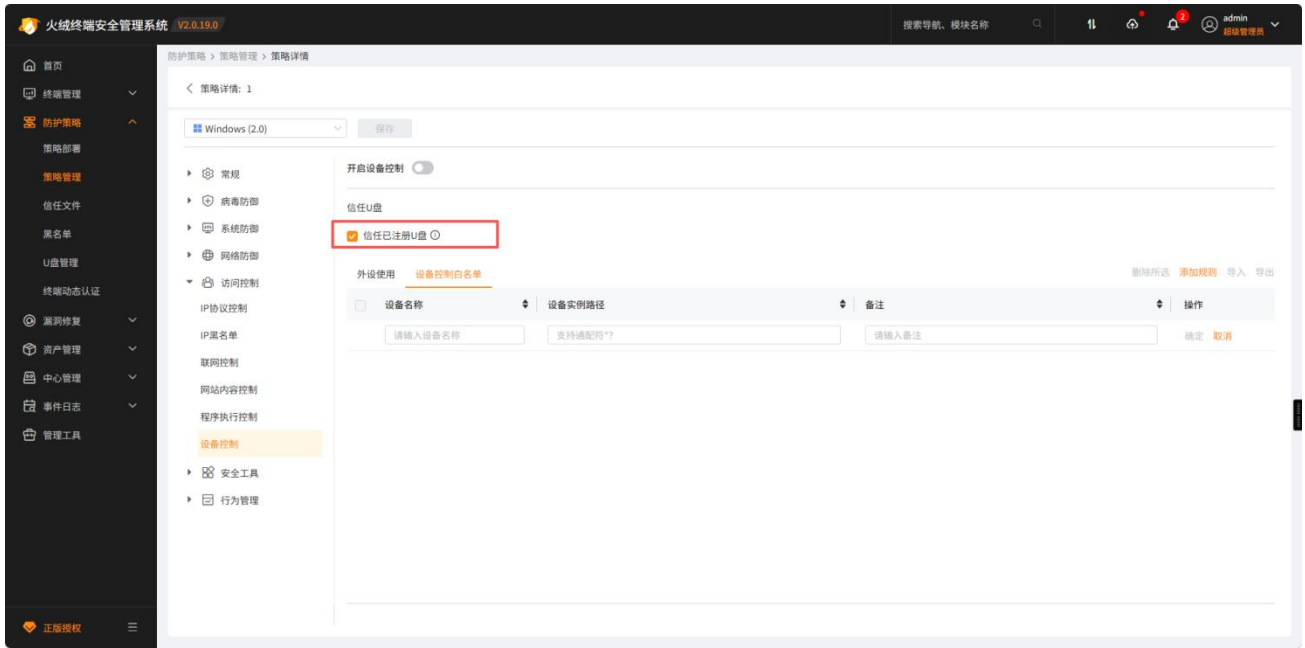 火绒终端安全管理系统 V2.0.19.0 搜索导航、模块名称 2 admin
超级管理员
首页
终端管理
防护策略
策略部署
策略管理
信任文件
黑名单
U盘管理
终端动态认证
漏洞修复
资产管理
中心管理
事件日志
管理工具
正版授权
防护策略 > 策略管理 > 策略详情
策略详情: 1
Windows (2.0) 保存
常规
病毒防御
系统防御
网络防御
访问控制
IP协议控制
IP黑名单
联网控制
网站内容控制
程序执行控制
设备控制
安全工具
行为管理
开启设备控制
信任U盘
信任已注册U盘
外设使用 设备控制白名单 删除所选 添加规则 导入 导出
设备名称 设备实例路径 备注 操作
请输入设备名称 支持通配符*? 请输入备注 确定 取消